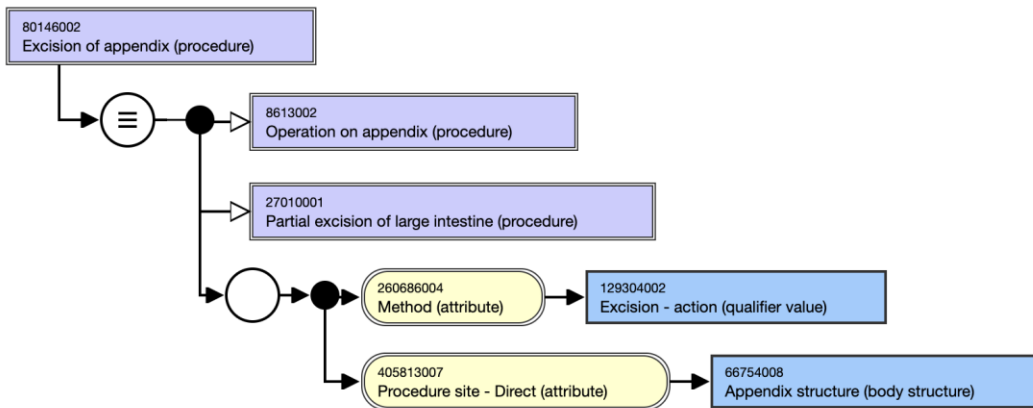 80146002
Excision of appendix (procedure)
8613002
Operation on appendix (procedure)
27010001
Partial excision of large intestine (procedure)
260686004
Method (attribute)
129304002
Excision - action (qualifier value)
405813007
Procedure site - Direct (attribute)
66754008
Appendix structure (body structure)